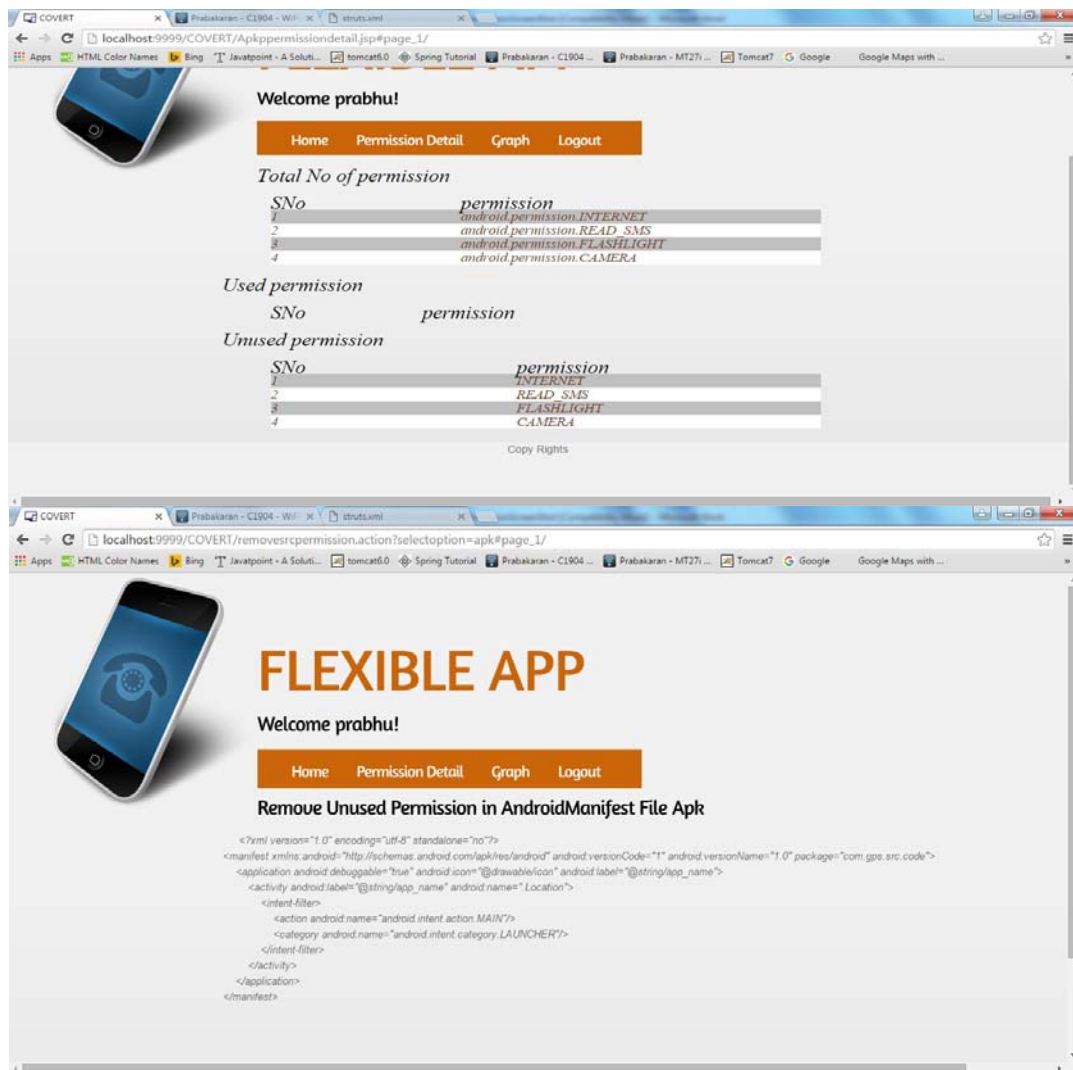 COVERT
Prabakaran - C1904 - WiF
struts.xml
localhost:9999/COVERT/Apkppermissiondetail.jsp#page_1/
Apps HTML Color Names Bing Javatpoint - A Soluti... tomcat6.0 Spring Tutorial Prabakaran - C1904 ... Prabakaran - MT27i ... Tomcat7 Google Google Maps with ...
Welcome prabhu!
Home Permission Detail Graph Logout
Total No of permission
SNo permission
1 android.permission.INTERNET
2 android.permission.READ_SMS
3 android.permission.FLASHLIGHT
4 android.permission.CAMERA
Used permission
SNo permission
Unused permission
SNo permission
1 INTERNET
2 READ_SMS
3 FLASHLIGHT
4 CAMERA
Copy Rights
COVERT
Prabakaran - C1904 - WiF
struts.xml
localhost:9999/COVERT/removesrcpermission.action?selectoption=apk#page_1/
Apps HTML Color Names Bing Javatpoint - A Soluti... tomcat6.0 Spring Tutorial Prabakaran - C1904 ... Prabakaran - MT27i ... Tomcat7 Google Google Maps with ...
FLEXIBLE APP
Welcome prabhu!
Home Permission Detail Graph Logout
Remove Unused Permission in AndroidManifest File Apk
<?xml version="1.0" encoding="utf-8" standalone="no"?>
<manifest xmlns:android="http://schemas.android.com/apk/res/android" android:versionCode="1" android:versionName="1.0" package="com.gps.src.code">
<application android:debuggable="true" android:icon="@drawable/icon" android:label="@string/app_name">
<activity android:label="@string/app_name" android:name=".Location">
<intent-filter>
<action android:name="android.intent.action.MAIN"/>
<category android:name="android.intent.category.LAUNCHER"/>
</intent-filter>
</activity>
</application>
</manifest>